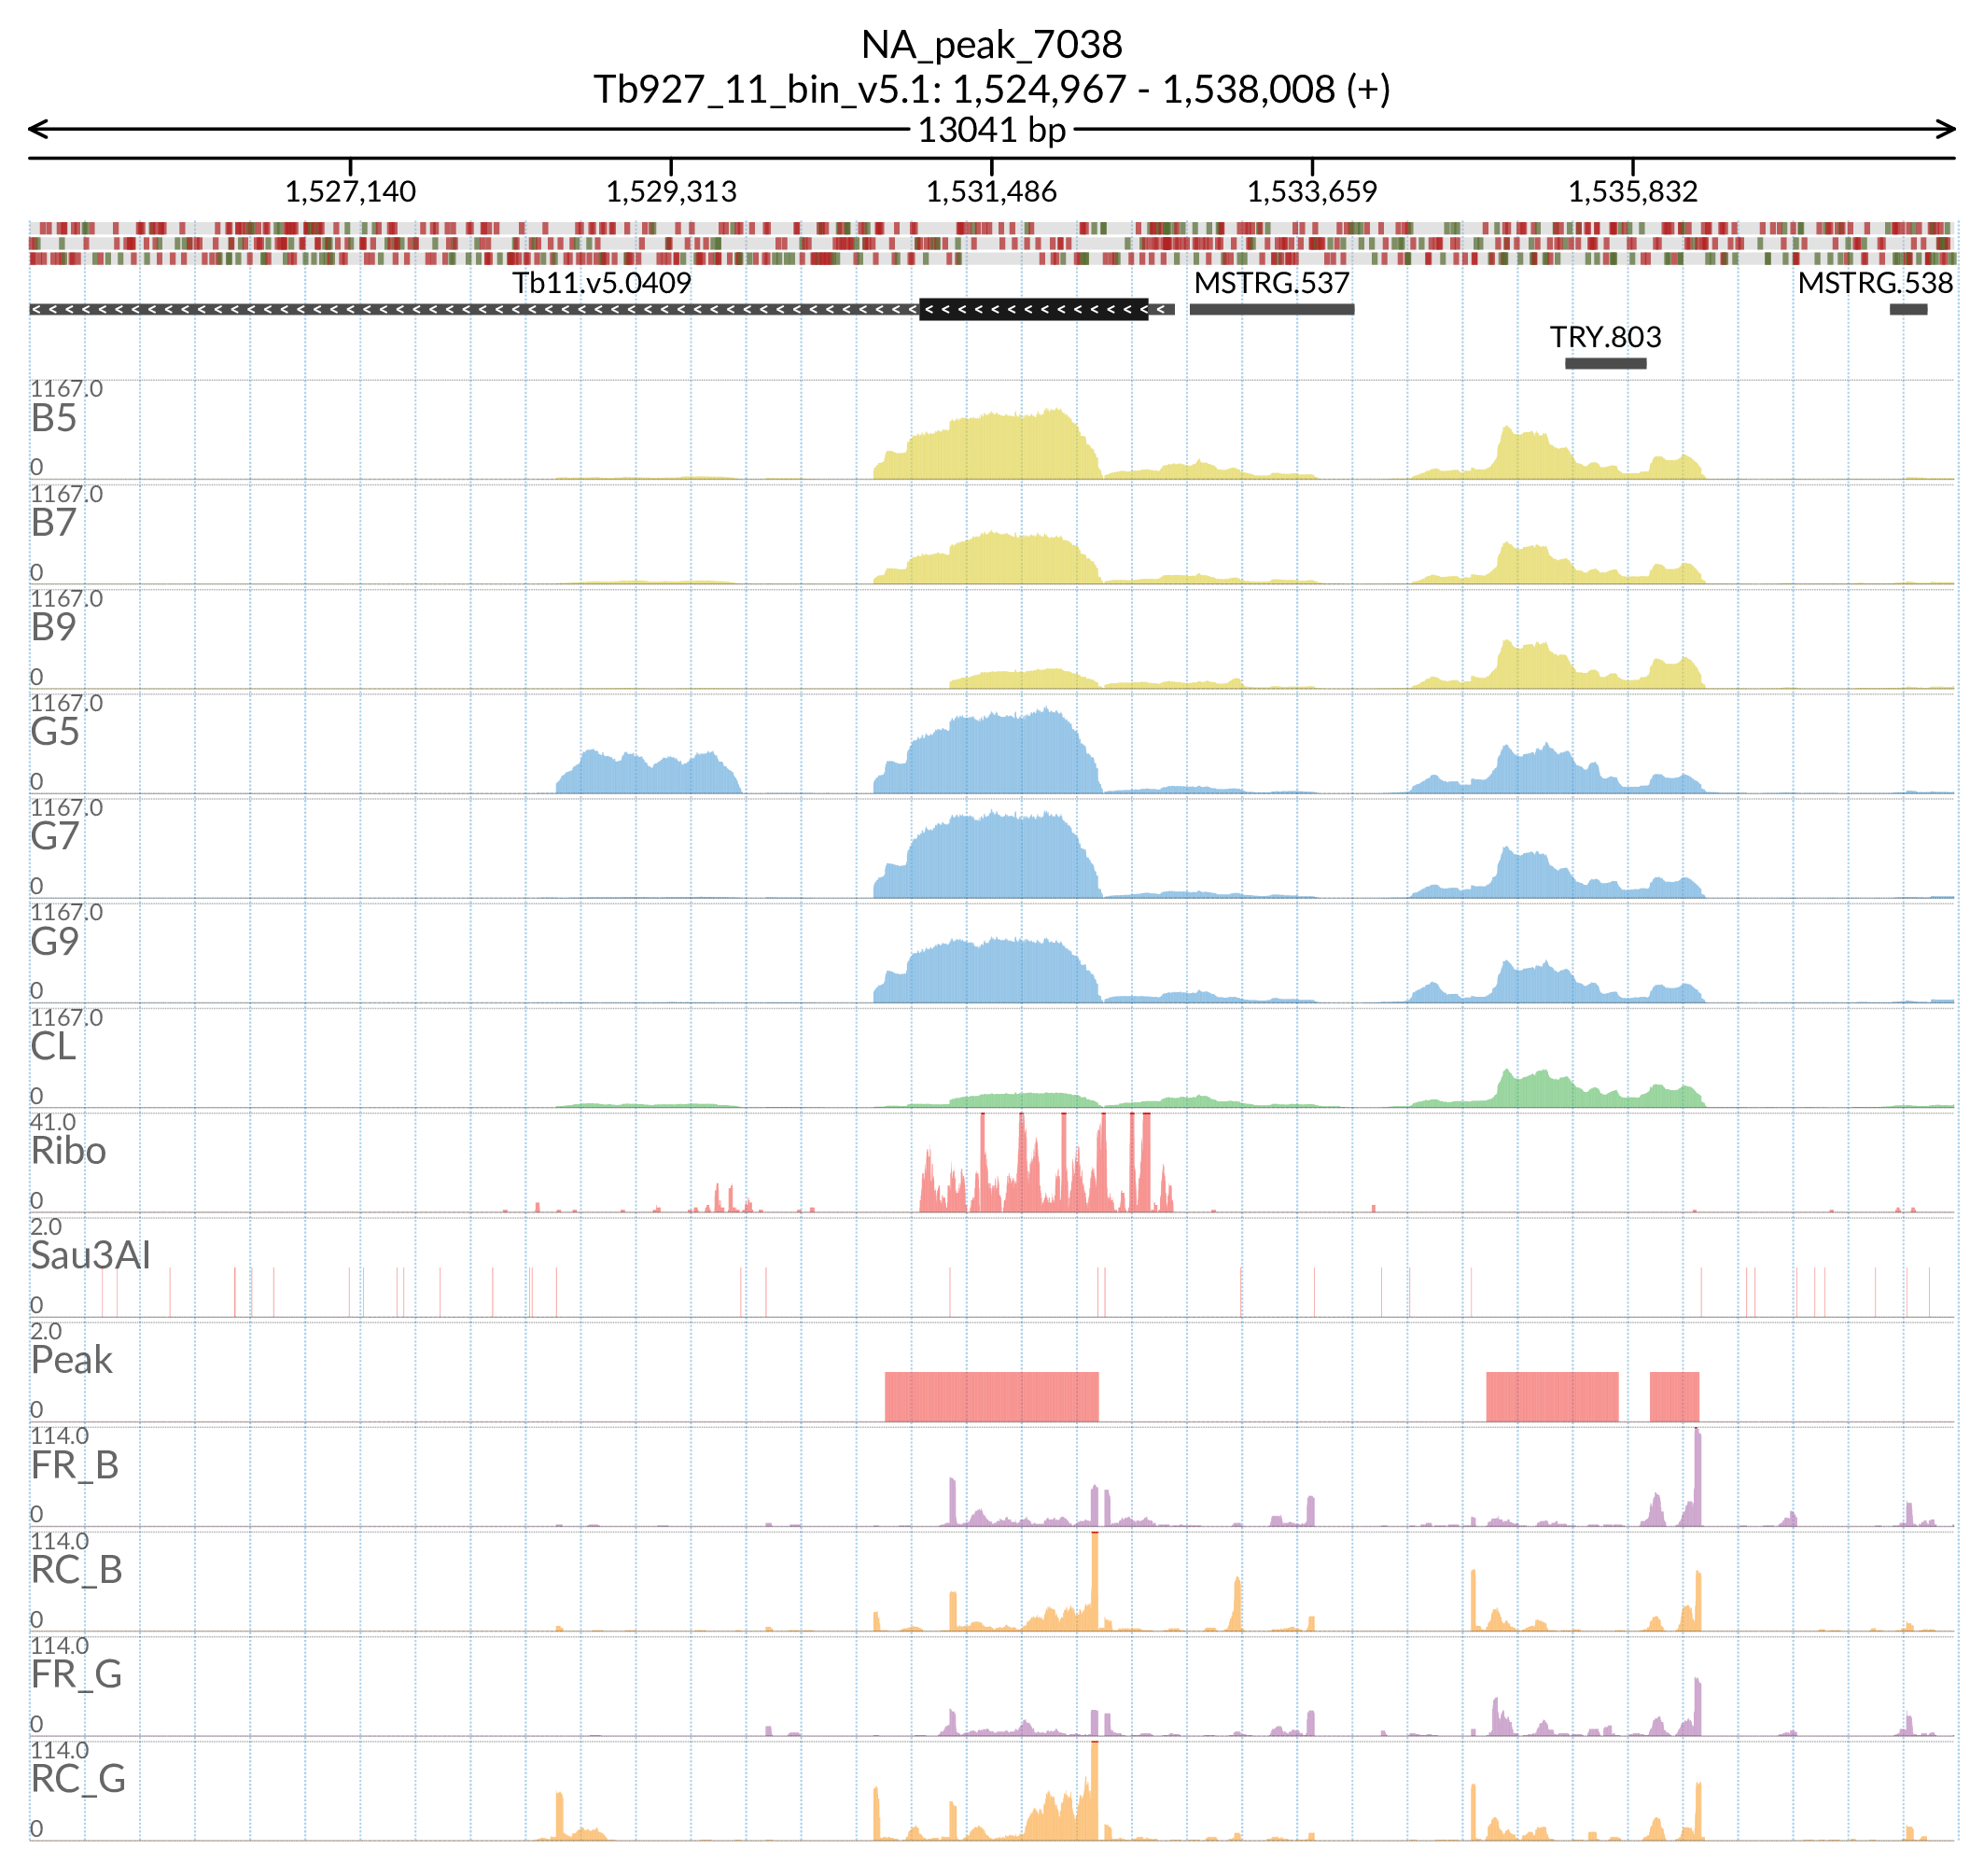 NA_peak_7038
Tb927_11_bin_v5.1: 1,524,967 - 1,538,008 (+)
13041 bp
1,527,140 1,529,313 1,531,486 1,533,659 1,535,832
Tb11.v5.0409 MSTRG.537 MSTRG.538
TRY.803
1167.0
B5
0
1167.0
B7
0
1167.0
B9
0
1167.0
G5
0
1167.0
G7
0
1167.0
G9
0
1167.0
CL
0
41.0
Ribo
0
2.0
Sau3AI
0
2.0
Peak
0
114.0
FR_B
0
114.0
RC_B
0
114.0
FR_G
0
114.0
RC_G
0